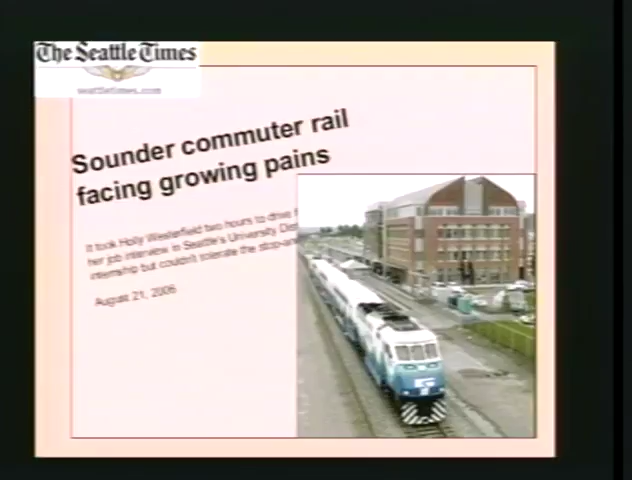 The Seattle Times
seattletimes.com
Sounder commuter rail
facing growing pains
It took Holly Westerfield two hours to drive f
her job interview in Seattle's University Dist
internship but couldn't tolerate the stop-an
August 21, 2006